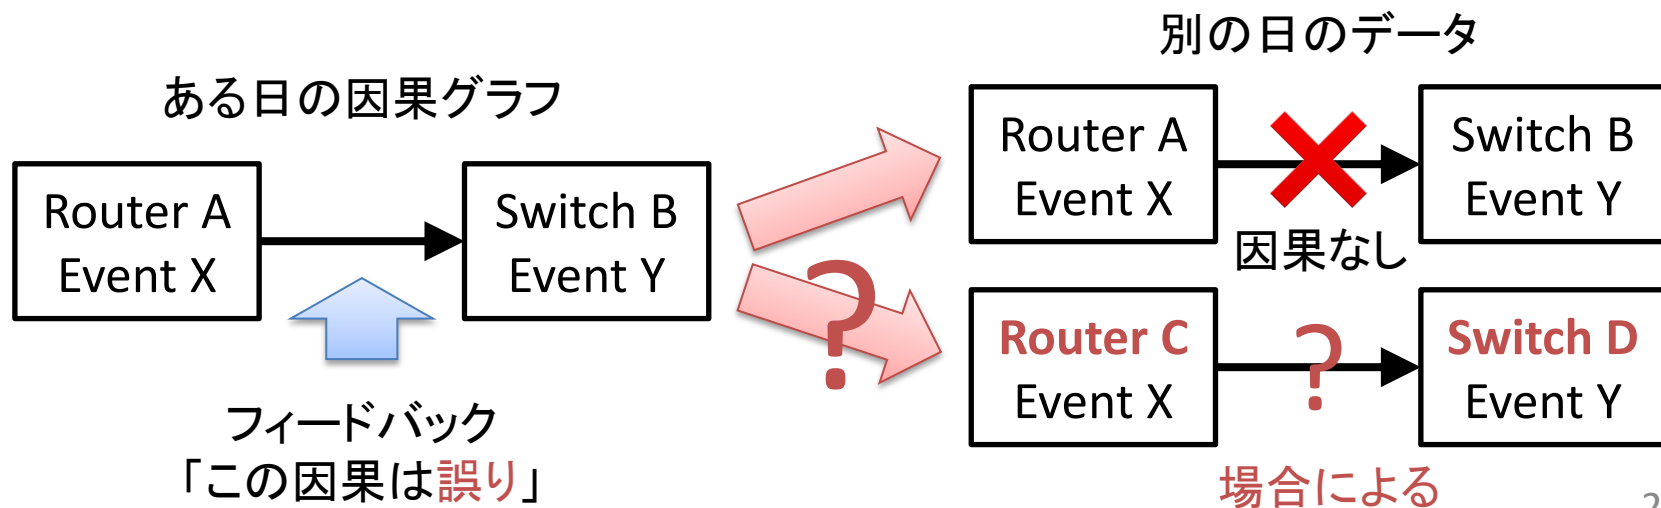 ある日の因果グラフ
Router A
Event X
Switch B
Event Y
フィードバック
「この因果は誤り」
?
別の日のデータ
Router A
Event X
因果なし
Switch B
Event Y
Router C
Event X
?
Switch D
Event Y
場合による
2